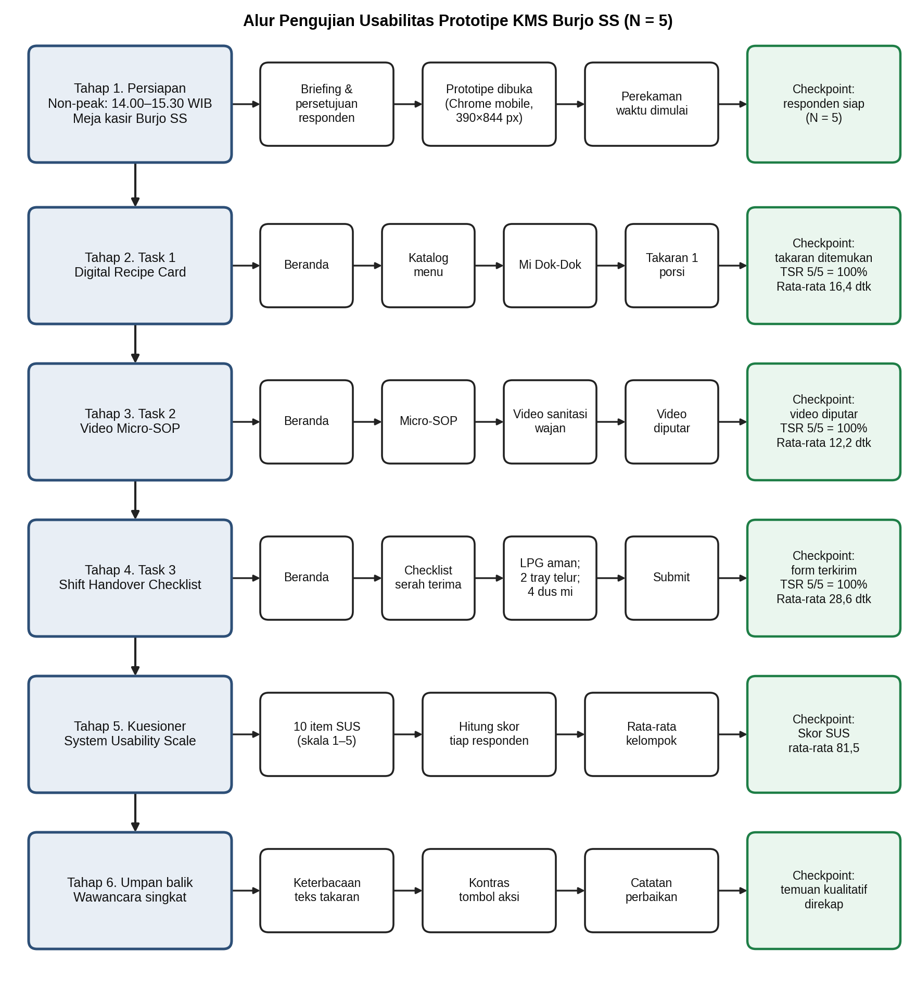 Alur Pengujian Usabilitas Prototipe KMS Burjo SS (N = 5)
Tahap 1. Persiapan
Non-peak: 14.00–15.30 WIB
Meja kasir Burjo SS
Briefing &
persetujuan
responden
Prototipe dibuka
(Chrome mobile,
390×844 px)
Perekaman
waktu dimulai
Checkpoint:
responden siap
(N = 5)
Tahap 2. Task 1
Digital Recipe Card
Beranda
Katalog
menu
Mi Dok-Dok
Takaran 1
porsi
Checkpoint:
takaran ditemukan
TSR 5/5 = 100%
Rata-rata 16,4 dtk
Tahap 3. Task 2
Video Micro-SOP
Beranda
Micro-SOP
Video sanitasi
wajan
Video
diputar
Checkpoint:
video diputar
TSR 5/5 = 100%
Rata-rata 12,2 dtk
Tahap 4. Task 3
Shift Handover Checklist
Beranda
Checklist
serah terima
LPG aman;
2 tray telur;
4 dus mi
Submit
Checkpoint:
form terkirim
TSR 5/5 = 100%
Rata-rata 28,6 dtk
Tahap 5. Kuesioner
System Usability Scale
10 item SUS
(skala 1–5)
Hitung skor
tiap responden
Rata-rata
kelompok
Checkpoint:
Skor SUS
rata-rata 81,5
Tahap 6. Umpan balik
Wawancara singkat
Keterbacaan
teks takaran
Kontras
tombol aksi
Catatan
perbaikan
Checkpoint:
temuan kualitatif
direkap